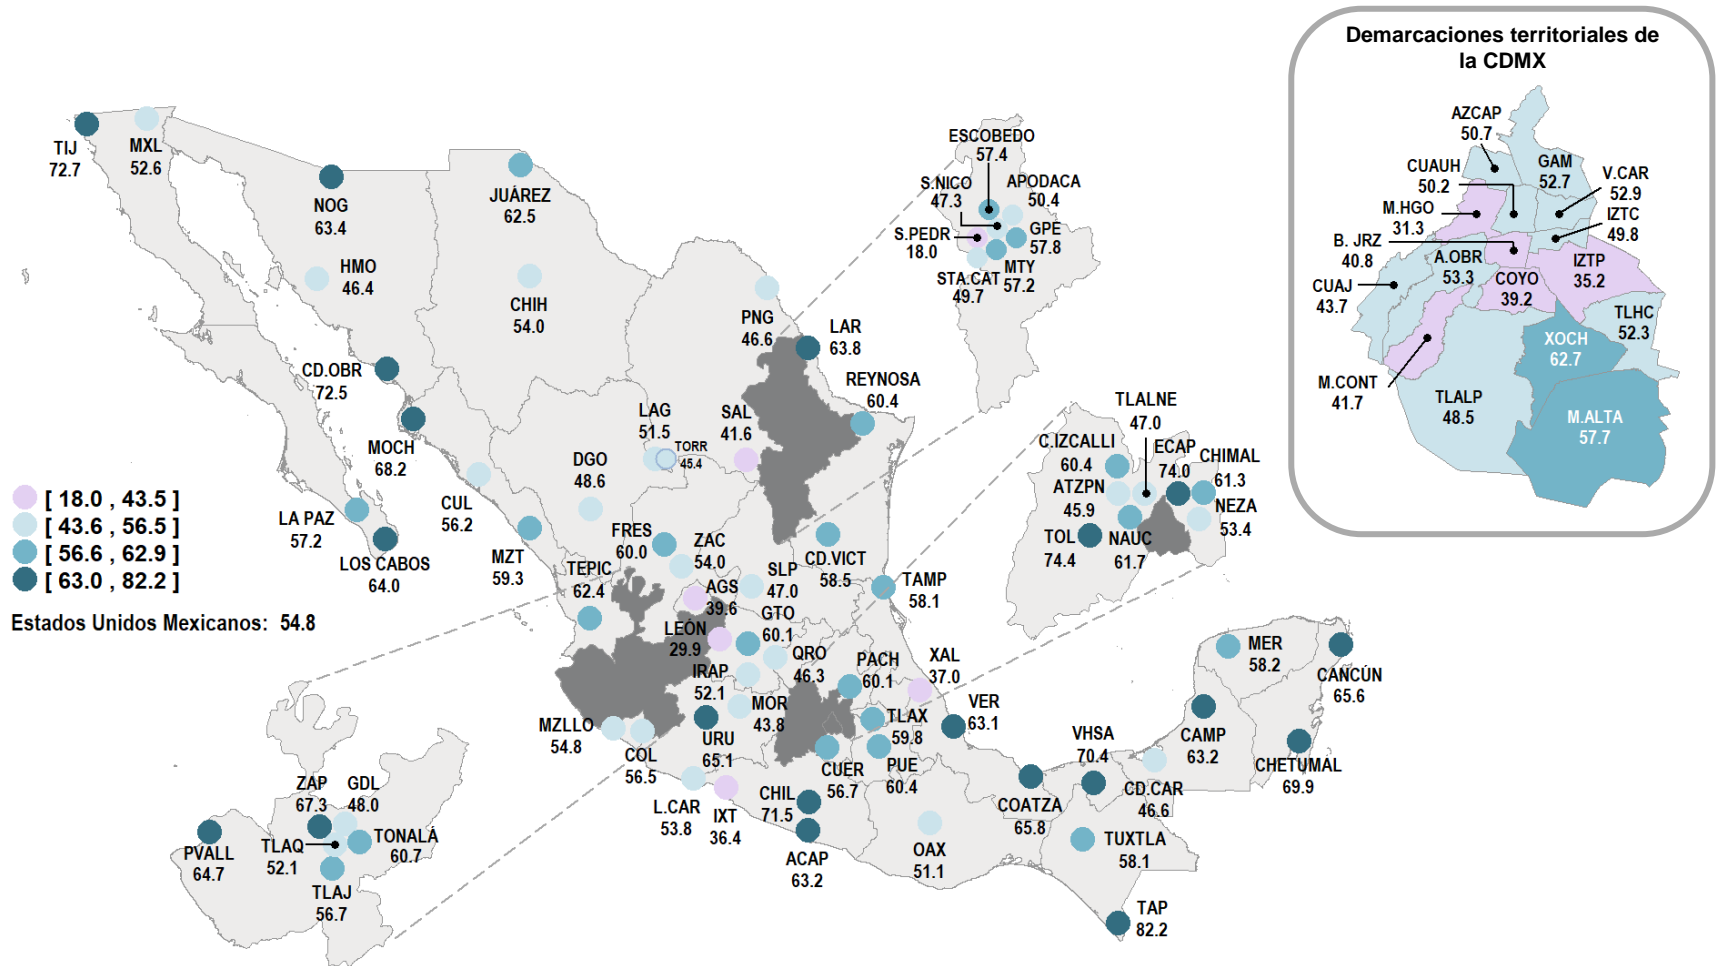 Demarcaciones territoriales de
la CDMX
AZCAP
50.7
CUAUH
50.2
GAM
52.7
V.CAR
52.9
M.HGO
31.3
IZTC
49.8
B. JRZ
40.8
A.OBR
53.3
IZTP
35.2
CUAJ
43.7
COYO
39.2
TLHC
52.3
XOCH
62.7
M.CONT
41.7
TLALP
48.5
M.ALTA
57.7
TIJ
72.7
MXL
52.6
NOG
63.4
JUÁREZ
62.5
HMO
46.4
CHIH
54.0
CD.OBR
72.5
MOCH
68.2
LA PAZ
57.2
LOS CABOS
64.0
CUL
56.2
MZT
59.3
DGO
48.6
LAG
51.5
TORR
45.4
SAL
41.6
PNG
46.6
LAR
63.8
REYNOSA
60.4
ESCOBEDO
57.4
S.NICO
47.3
APODACA
50.4
S.PEDR
18.0
GPE
57.8
MTY
57.2
STA.CAT
49.7
TLALNE
47.0
C.IZCALLI
60.4
ECAP
74.0
CHIMAL
61.3
ATZPN
45.9
NEZA
53.4
TOL
74.4
NAUC
61.7
[ 18.0 , 43.5 ]
[ 43.6 , 56.5 ]
[ 56.6 , 62.9 ]
[ 63.0 , 82.2 ]
Estados Unidos Mexicanos: 54.8
FRES
60.0
ZAC
54.0
TEPIC
62.4
AGS
39.6
SLP
47.0
CD.VICT
58.5
TAMP
58.1
LEÓN
29.9
GTO
60.1
QRO
46.3
IRAP
52.1
MOR
43.8
PACH
60.1
XAL
37.0
VER
63.1
MZLLO
54.8
COL
56.5
URU
65.1
TLAX
59.8
CUER
56.7
PUE
60.4
L.CAR
53.8
IXT
36.4
CHIL
71.5
ACAP
63.2
OAX
51.1
COATZA
65.8
VHSA
70.4
CD.CAR
46.6
TUXTLA
58.1
TAP
82.2
MER
58.2
CANCÚN
65.6
CAMP
63.2
CHETUMAL
69.9
ZAP
67.3
GDL
48.0
PVALL
64.7
TLAQ
52.1
TONALÁ
60.7
TLAJ
56.7